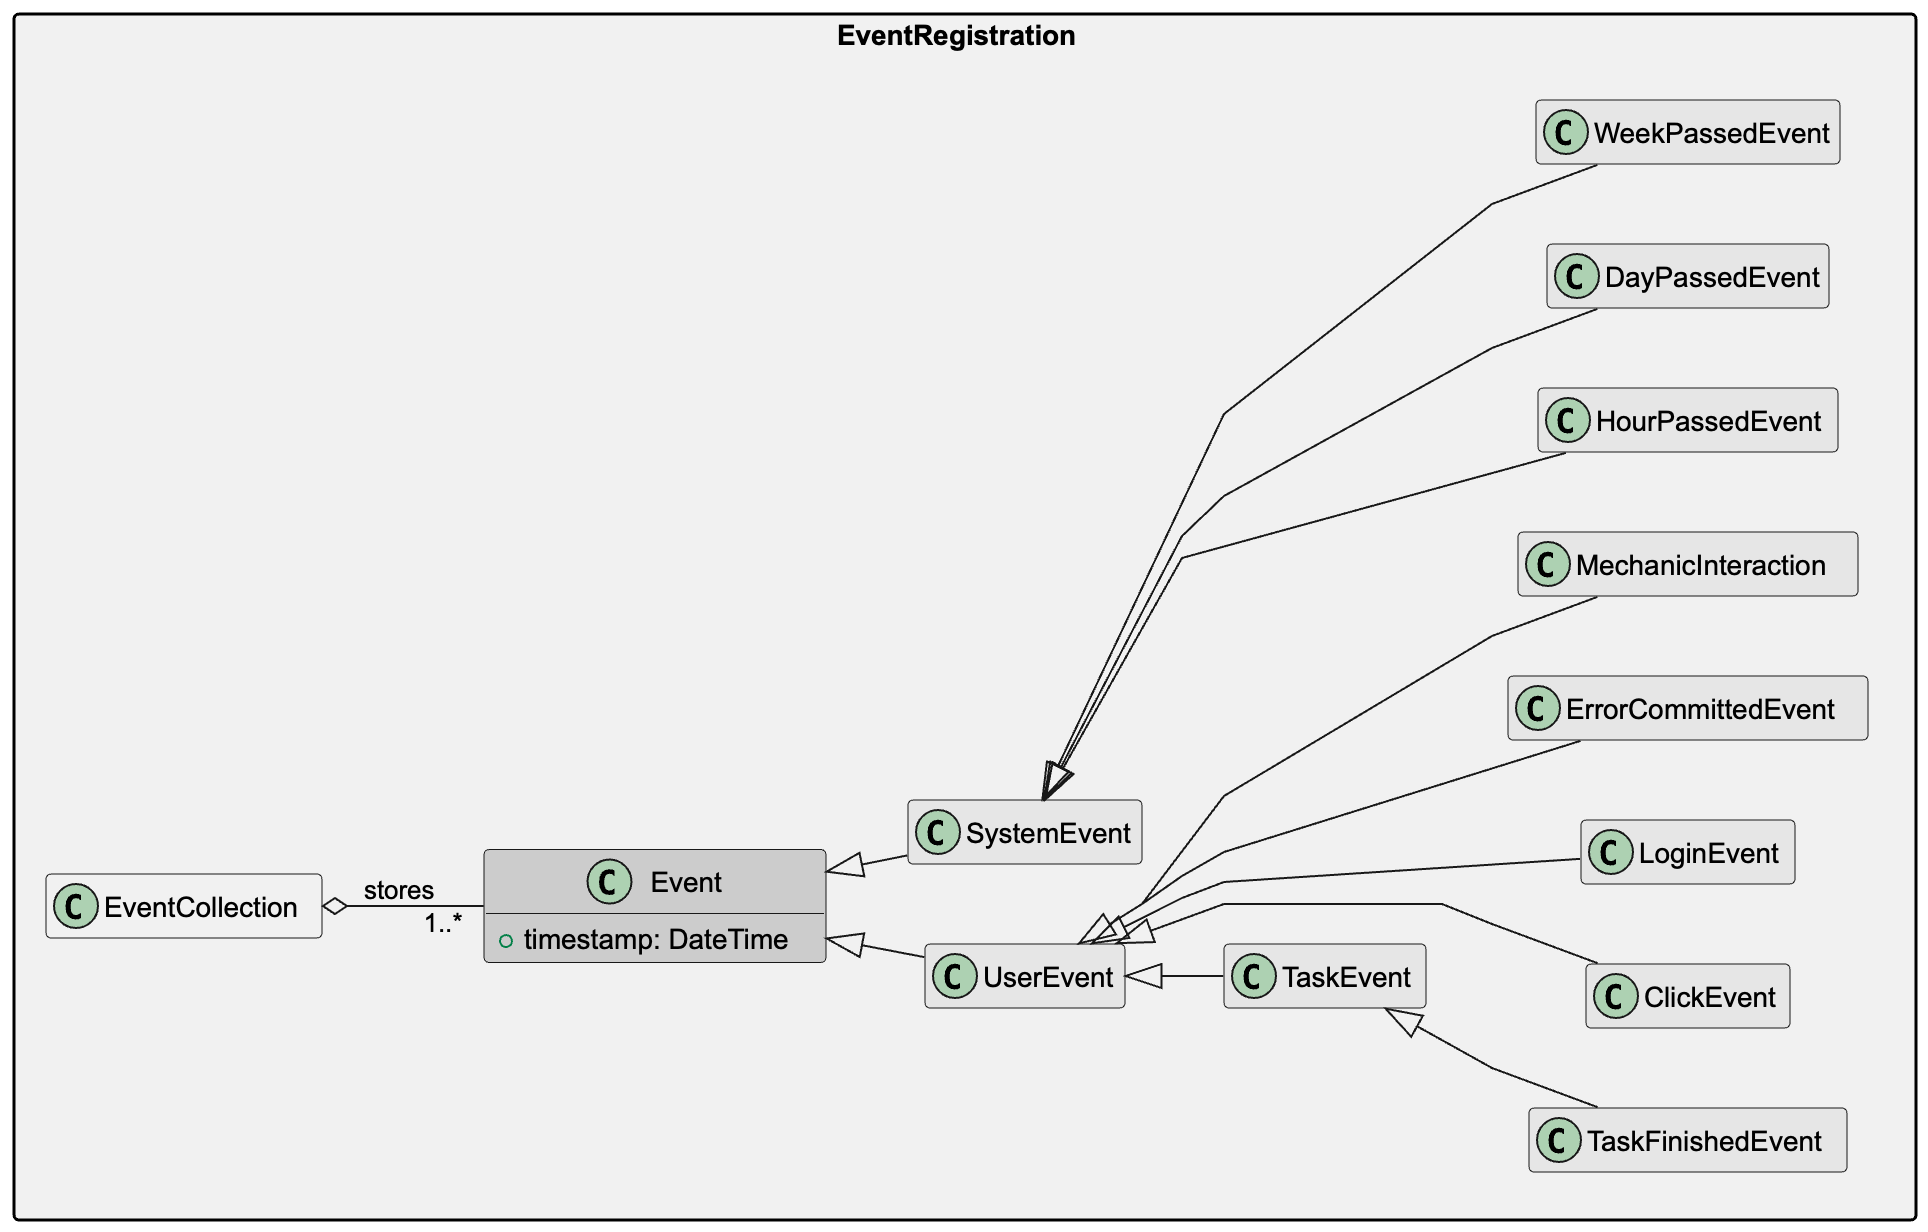 EventRegistration
C WeekPassedEvent
C DayPassedEvent
C HourPassedEvent
C MechanicInteraction
C ErrorCommittedEvent
C SystemEvent
C LoginEvent
C Event
stores
C EventCollection
1..*
timestamp: DateTime
C UserEvent
C TaskEvent
C ClickEvent
C TaskFinishedEvent